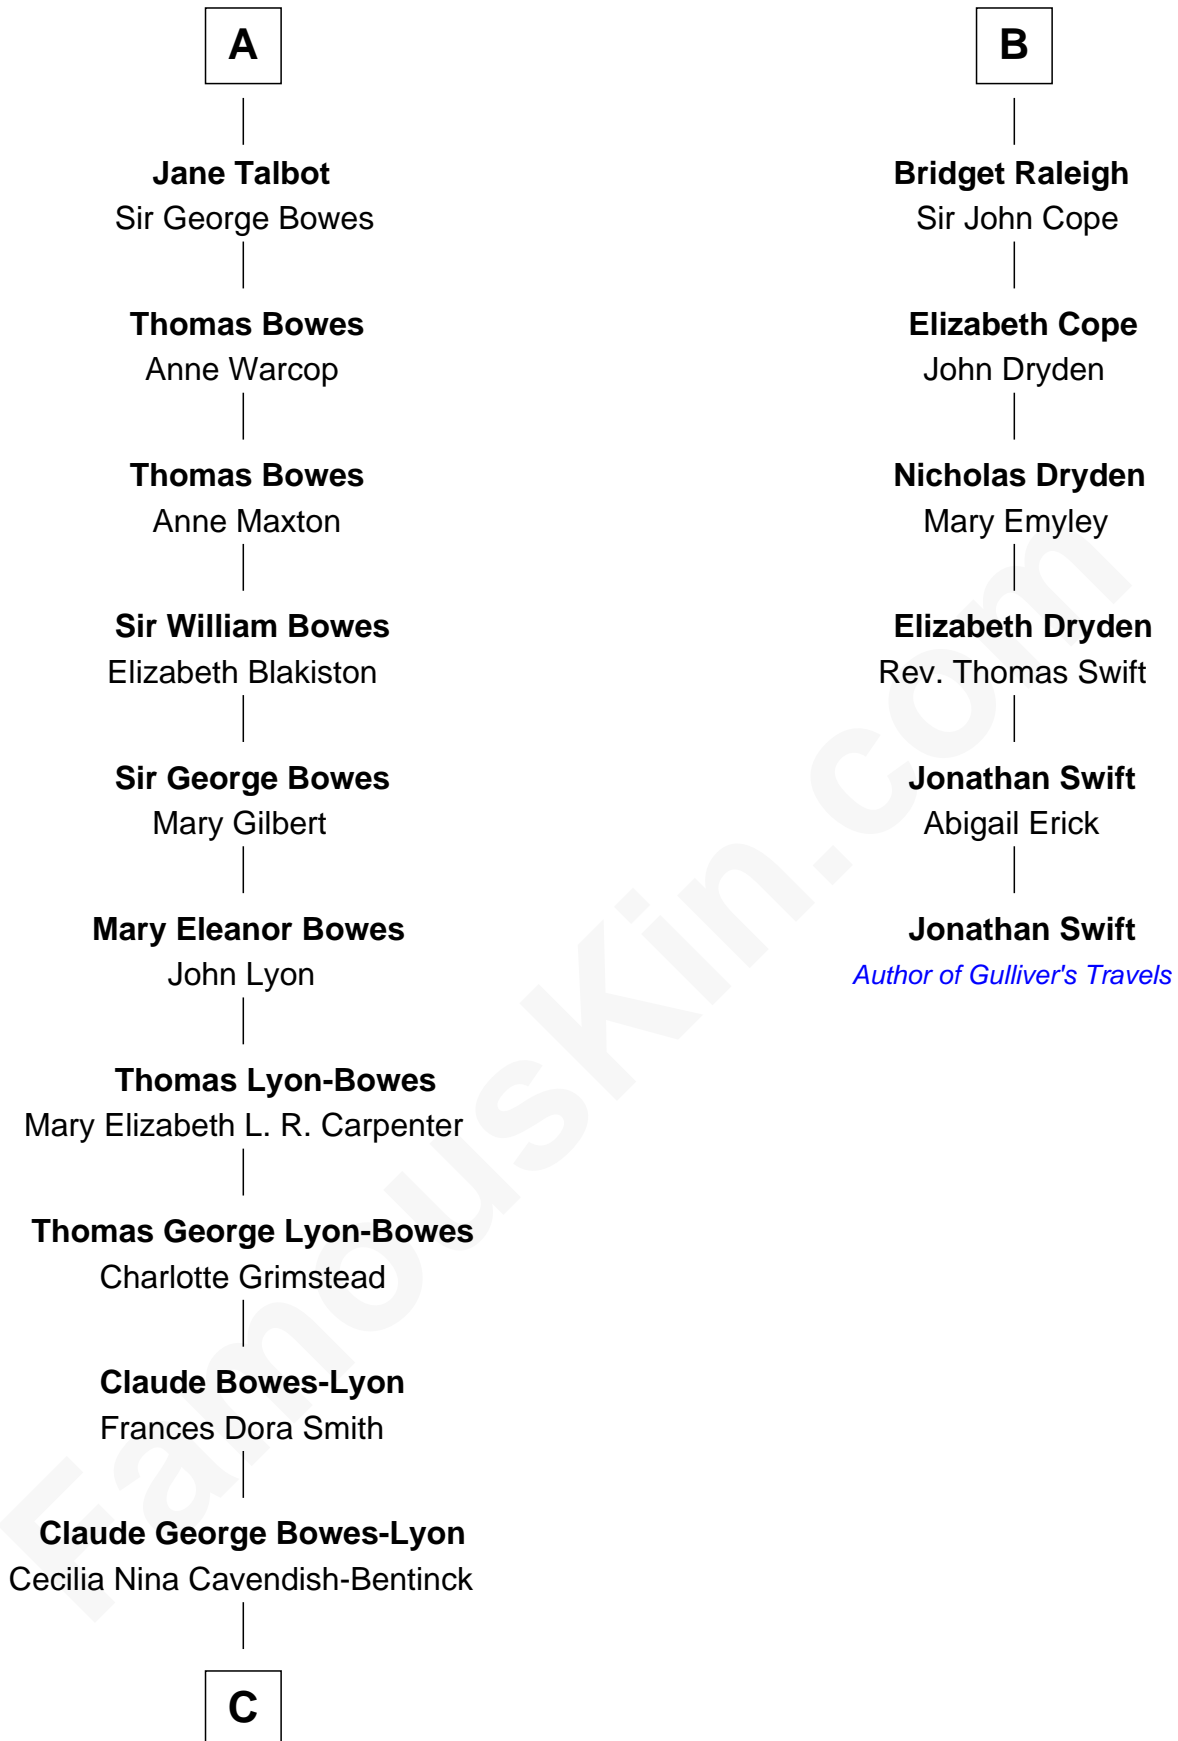 A
Jane Talbot
Sir George Bowes
Thomas Bowes
Anne Warcop
Thomas Bowes
Anne Maxton
Sir William Bowes
Elizabeth Blakiston
Sir George Bowes
Mary Gilbert
Mary Eleanor Bowes
John Lyon
Thomas Lyon-Bowes
Mary Elizabeth L. R. Carpenter
Thomas George Lyon-Bowes
Charlotte Grimstead
Claude Bowes-Lyon
Frances Dora Smith
Claude George Bowes-Lyon
Cecilia Nina Cavendish-Bentinck
C
B
Bridget Raleigh
Sir John Cope
Elizabeth Cope
John Dryden
Nicholas Dryden
Mary Emyley
Elizabeth Dryden
Rev. Thomas Swift
Jonathan Swift
Abigail Erick
Jonathan Swift
Author of Gulliver's Travels
FamousKin.com